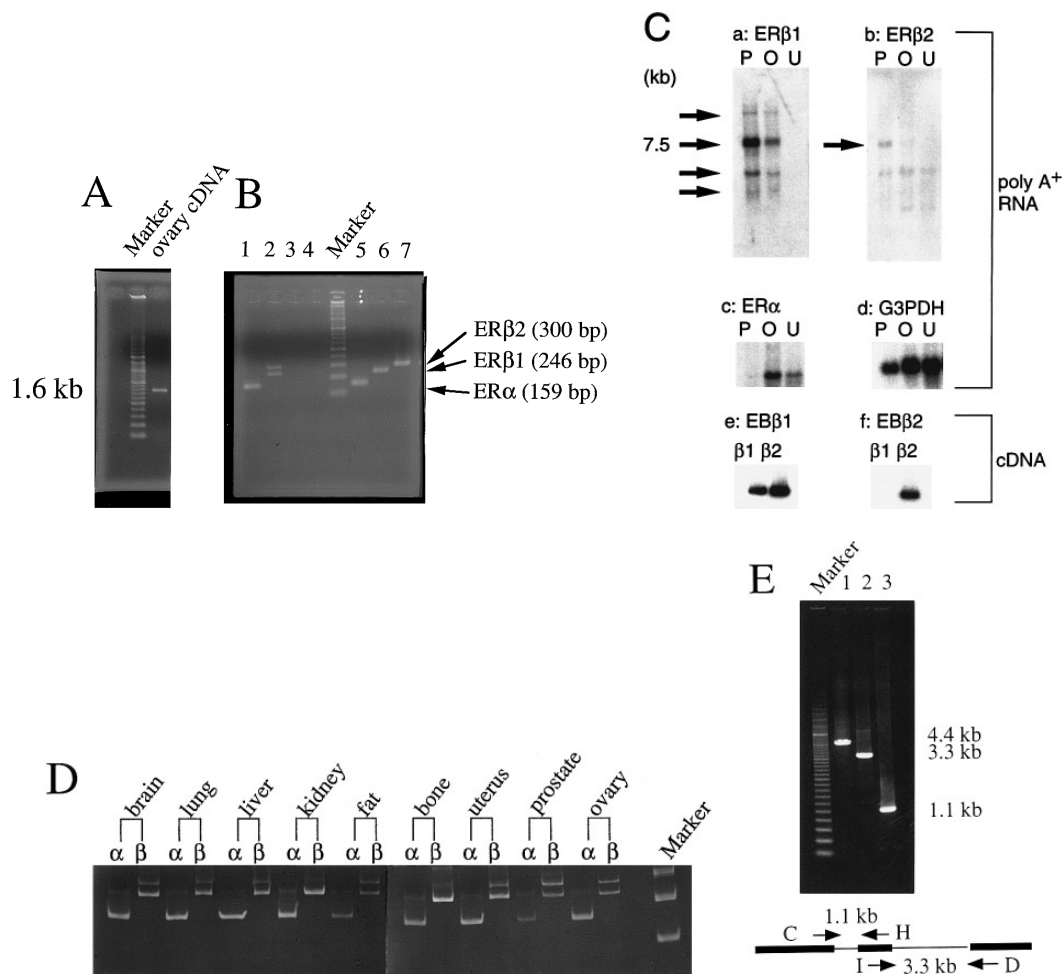 A
Marker
ovary cDNA
1.6 kb
B
1 2 3 4 Marker 5 6 7
ERβ2 (300 bp)
ERβ1 (246 bp)
ERα (159 bp)
C
a: ERβ1
P O U
(kb)
7.5
b: ERβ2
P O U
poly A+
RNA
c: ERα
P O U
d: G3PDH
P O U
e: EBβ1
β1 β2
f: EBβ2
β1 β2
cDNA
D
brain lung liver kidney fat bone uterus prostate ovary Marker
α β α β α β α β α β α β α β α β α β
E
Marker 1 2 3
4.4 kb
3.3 kb
1.1 kb
1.1 kb
C H
I 3.3 kb D